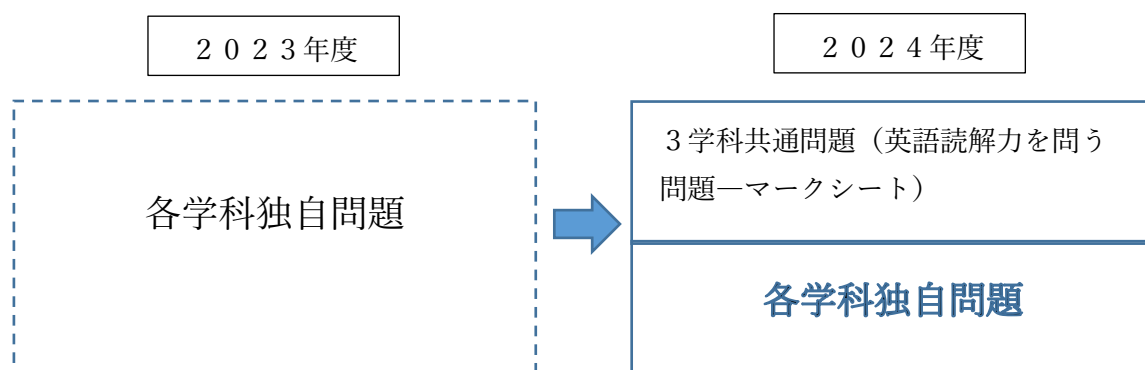 ２０２３年度
２０２４年度
各学科独自問題
３学科共通問題（英語読解力を問う
問題―マークシート）
各学科独自問題